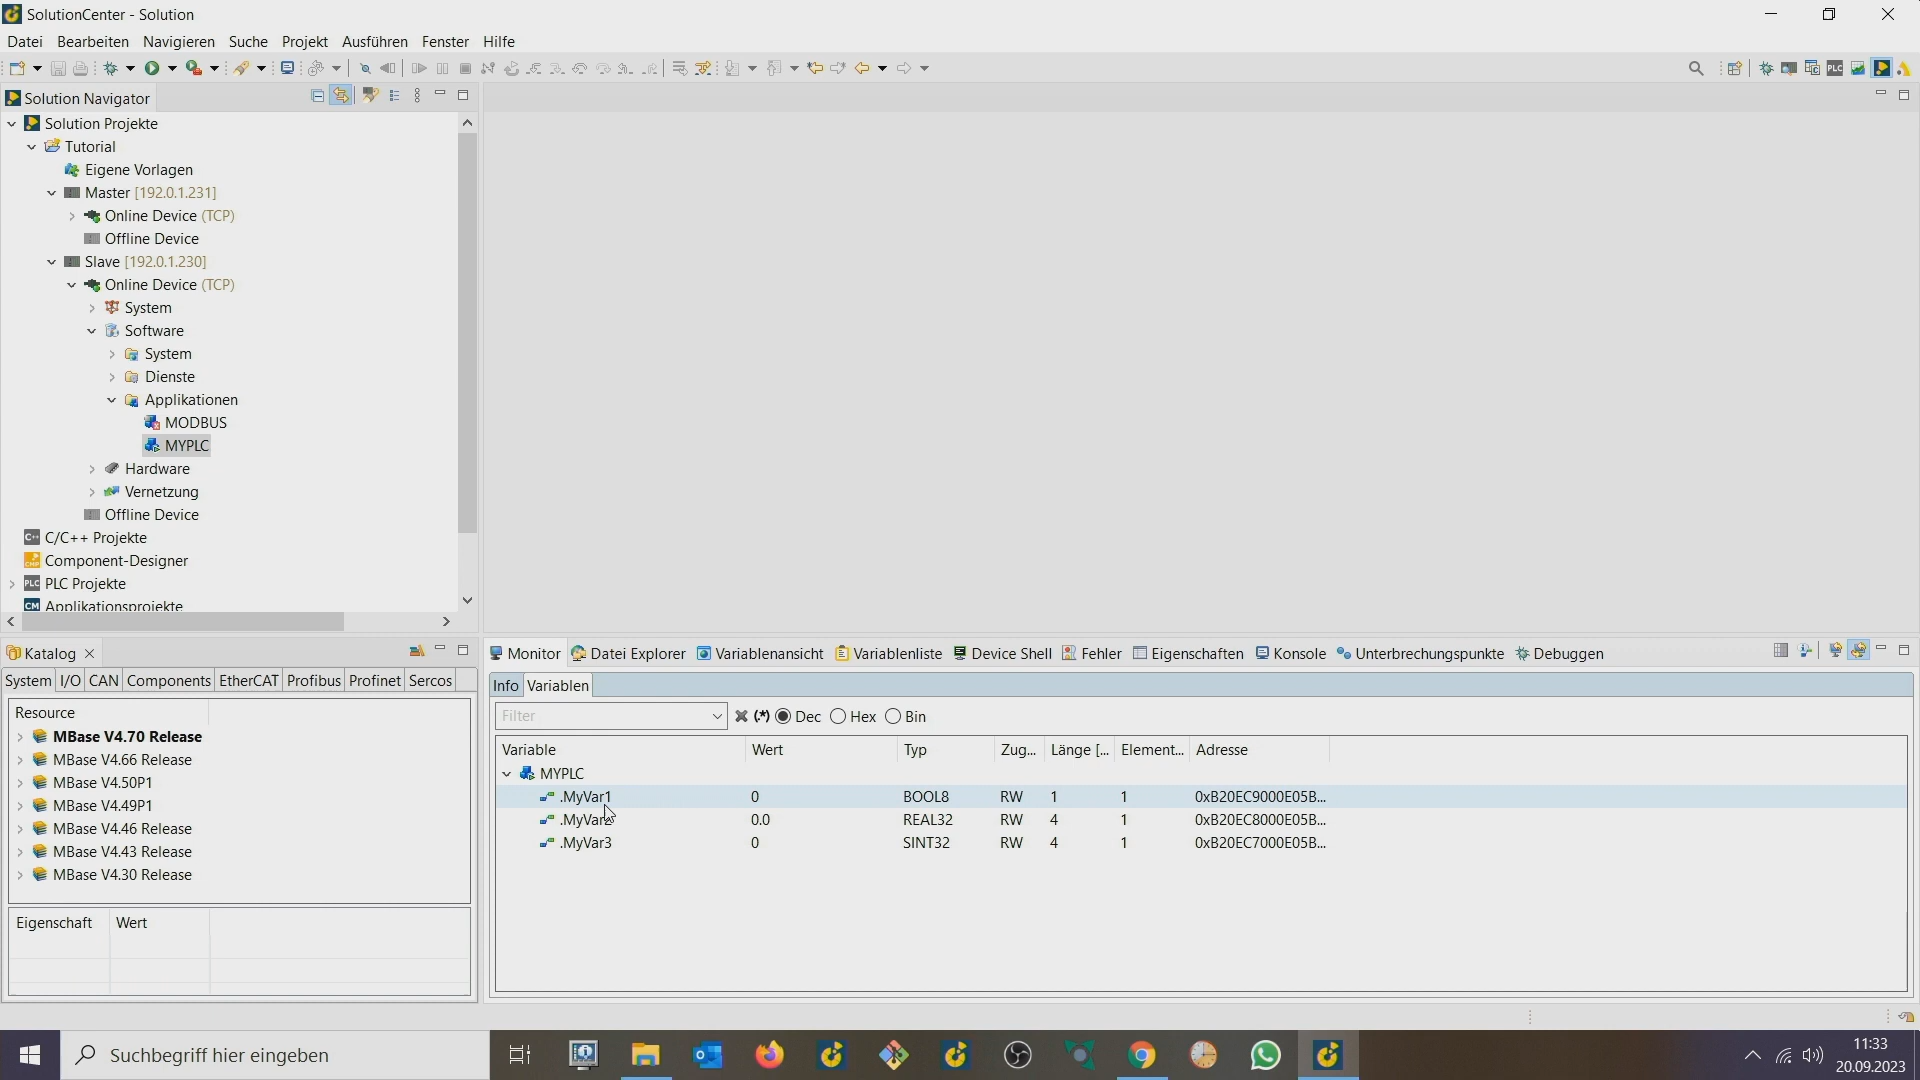 SolutionCenter - Solution
Datei Bearbeiten Navigieren Suche Projekt Ausführen Fenster Hilfe
Solution Navigator
Solution Projekte
Tutorial
Eigene Vorlagen
Master [192.0.1.231]
Online Device (TCP)
Offline Device
Slave [192.0.1.230]
Online Device (TCP)
System
Software
System
Dienste
Applikationen
MODBUS
MYPLC
Hardware
Vernetzung
Offline Device
C/C++ Projekte
Component-Designer
PLC Projekte
Applikationsprojekte
Katalog
System I/O CAN Components EtherCAT Profibus Profinet Sercos
Resource
MBase V4.70 Release
MBase V4.66 Release
MBase V4.50P1
MBase V4.49P1
MBase V4.46 Release
MBase V4.43 Release
MBase V4.30 Release
Eigenschaft Wert
Monitor Datei Explorer Variablenansicht Variablenliste Device Shell Fehler Eigenschaften Konsole Unterbrechungspunkte Debuggen
Info Variablen
Filter (.*) Dec Hex Bin
Variable Wert Typ Zug... Länge [... Element... Adresse
MYPLC
.MyVar1 0 BOOL8 RW 1 1 0xB20EC9000E05B...
.MyVar2 0.0 REAL32 RW 4 1 0xB20EC8000E05B...
.MyVar3 0 SINT32 RW 4 1 0xB20EC7000E05B...
Suchbegriff hier eingeben
11:33
20.09.2023